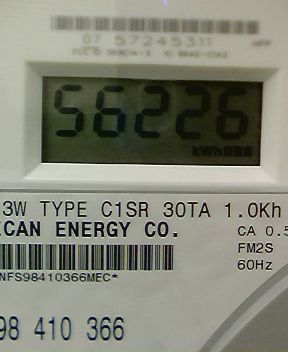 07 57245311
56226
kWh
3W TYPE C1SR 30TA 1.0Kh
ICAN ENERGY CO.
CA 0.5
FM2S
NFS98410366MEC*
60Hz
98 410 366